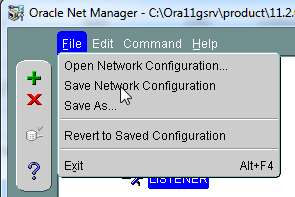 Oracle Net Manager - C:\Ora11gsrv\product\11.2.
File Edit Command Help
Open Network Configuration...
Save Network Configuration
Save As...
Revert to Saved Configuration
Exit Alt+F4
LISTENER